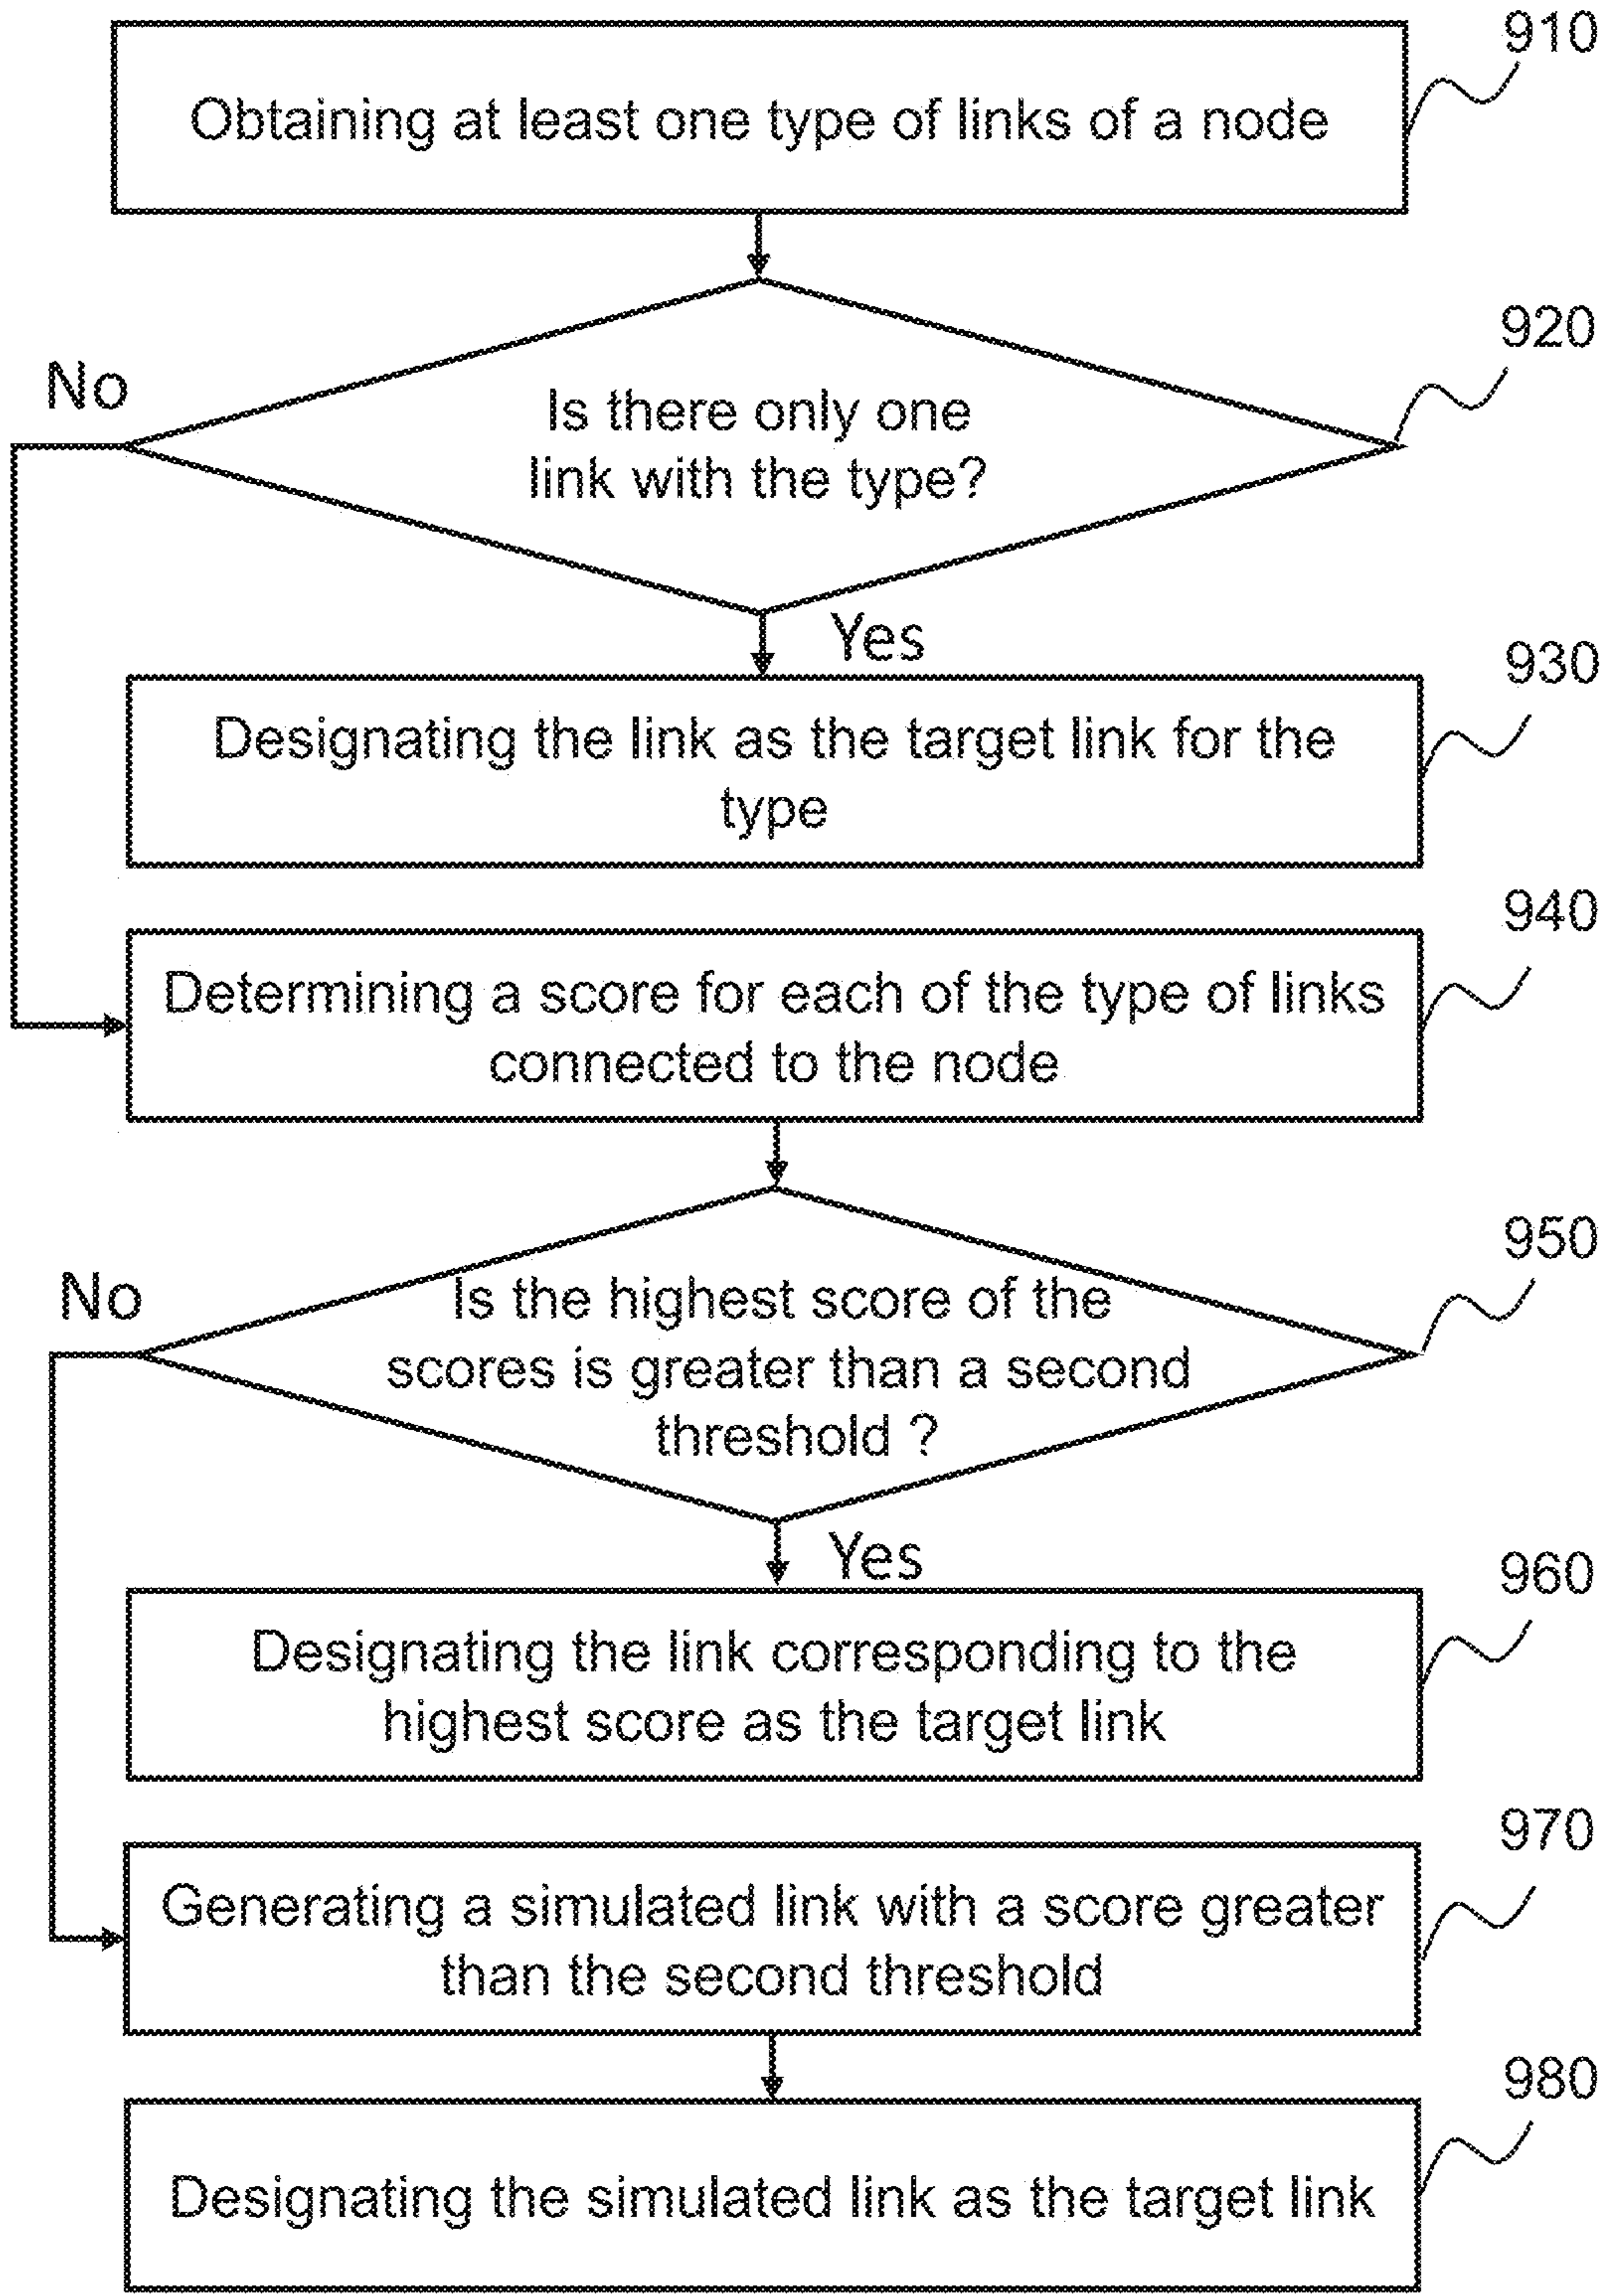 910
Obtaining at least one type of links of a node
920
No
Is there only one
link with the type?
Yes
930
Designating the link as the target link for the
type
940
Determining a score for each of the type of links
connected to the node
950
No
Is the highest score of the
scores is greater than a second
threshold ?
Yes
960
Designating the link corresponding to the
highest score as the target link
970
Generating a simulated link with a score greater
than the second threshold
980
Designating the simulated link as the target link